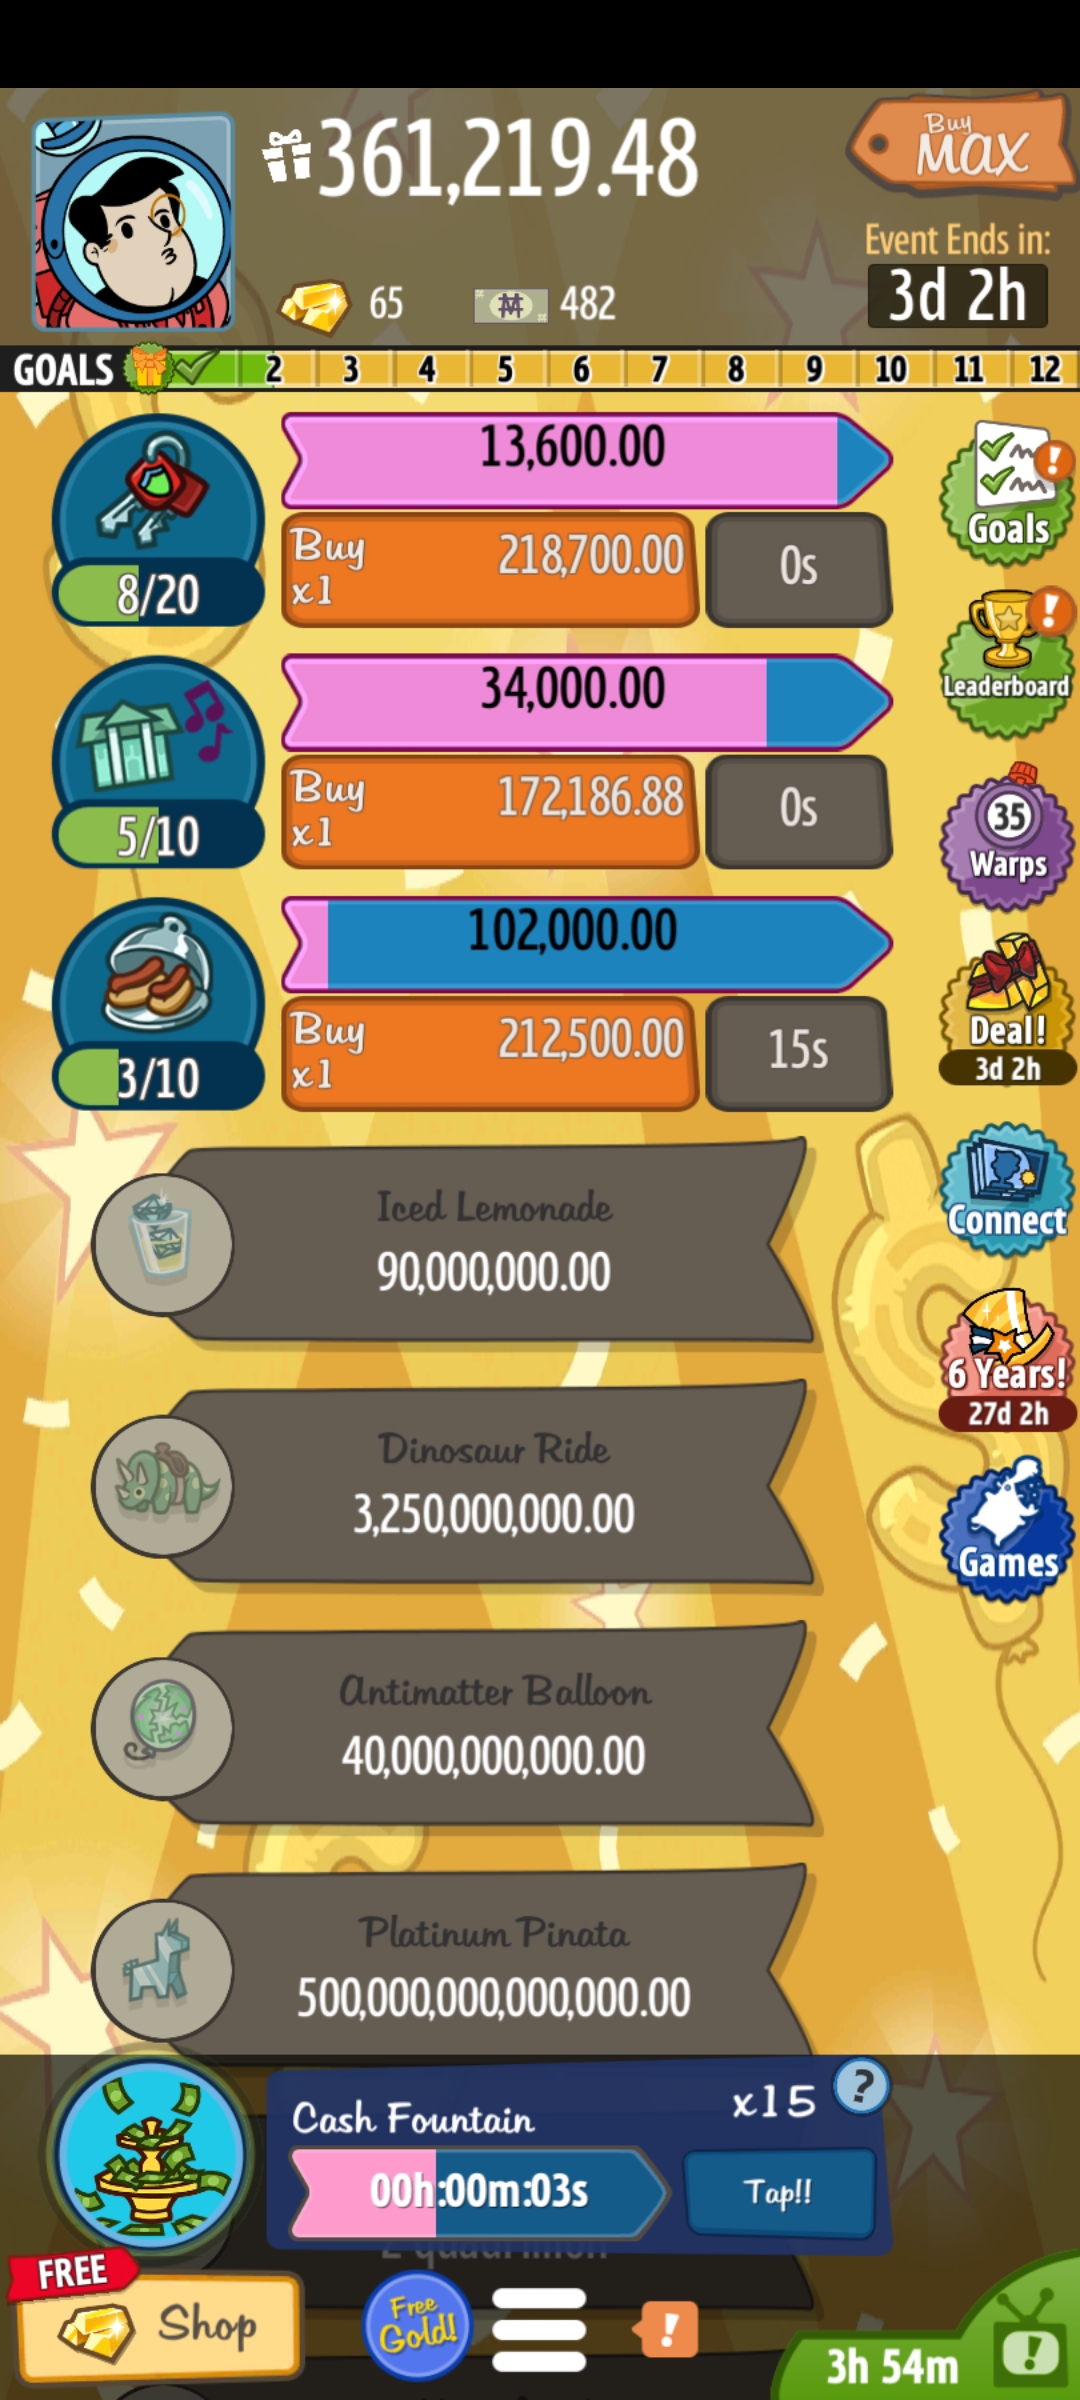 361,219.48
Buy
MAX
Event Ends in:
3d 2h
65
482
GOALS 2 3 4 5 6 7 8 9 10 11 12
13,600.00
Buy
x1
218,700.00
0s
8/20
Goals
34,000.00
Buy
x1
172,186.88
0s
5/10
Leaderboard
35
Warps
102,000.00
Buy
x1
212,500.00
15s
3/10
Deal!
3d 2h
Iced Lemonade
90,000,000.00
Connect
Dinosaur Ride
3,250,000,000.00
6 Years!
27d 2h
Games
Antimatter Balloon
40,000,000,000.00
Platinum Pinata
500,000,000,000,000.00
Cash Fountain
x15
?
00h:00m:03s
Tap!!
FREE
Shop
Free
Gold!
!
3h 54m